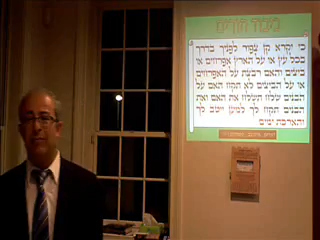 כי יקרא קן צפור לפניך בדרך
בכל עץ או על הארץ אפרחים או
ביצים והאם רבצת על האפרחים
או על הביצים לא תקח האם על
הבנים שלח תשלח את האם ואת
הבנים תקח לך למען ייטב לך
והארכת ימים